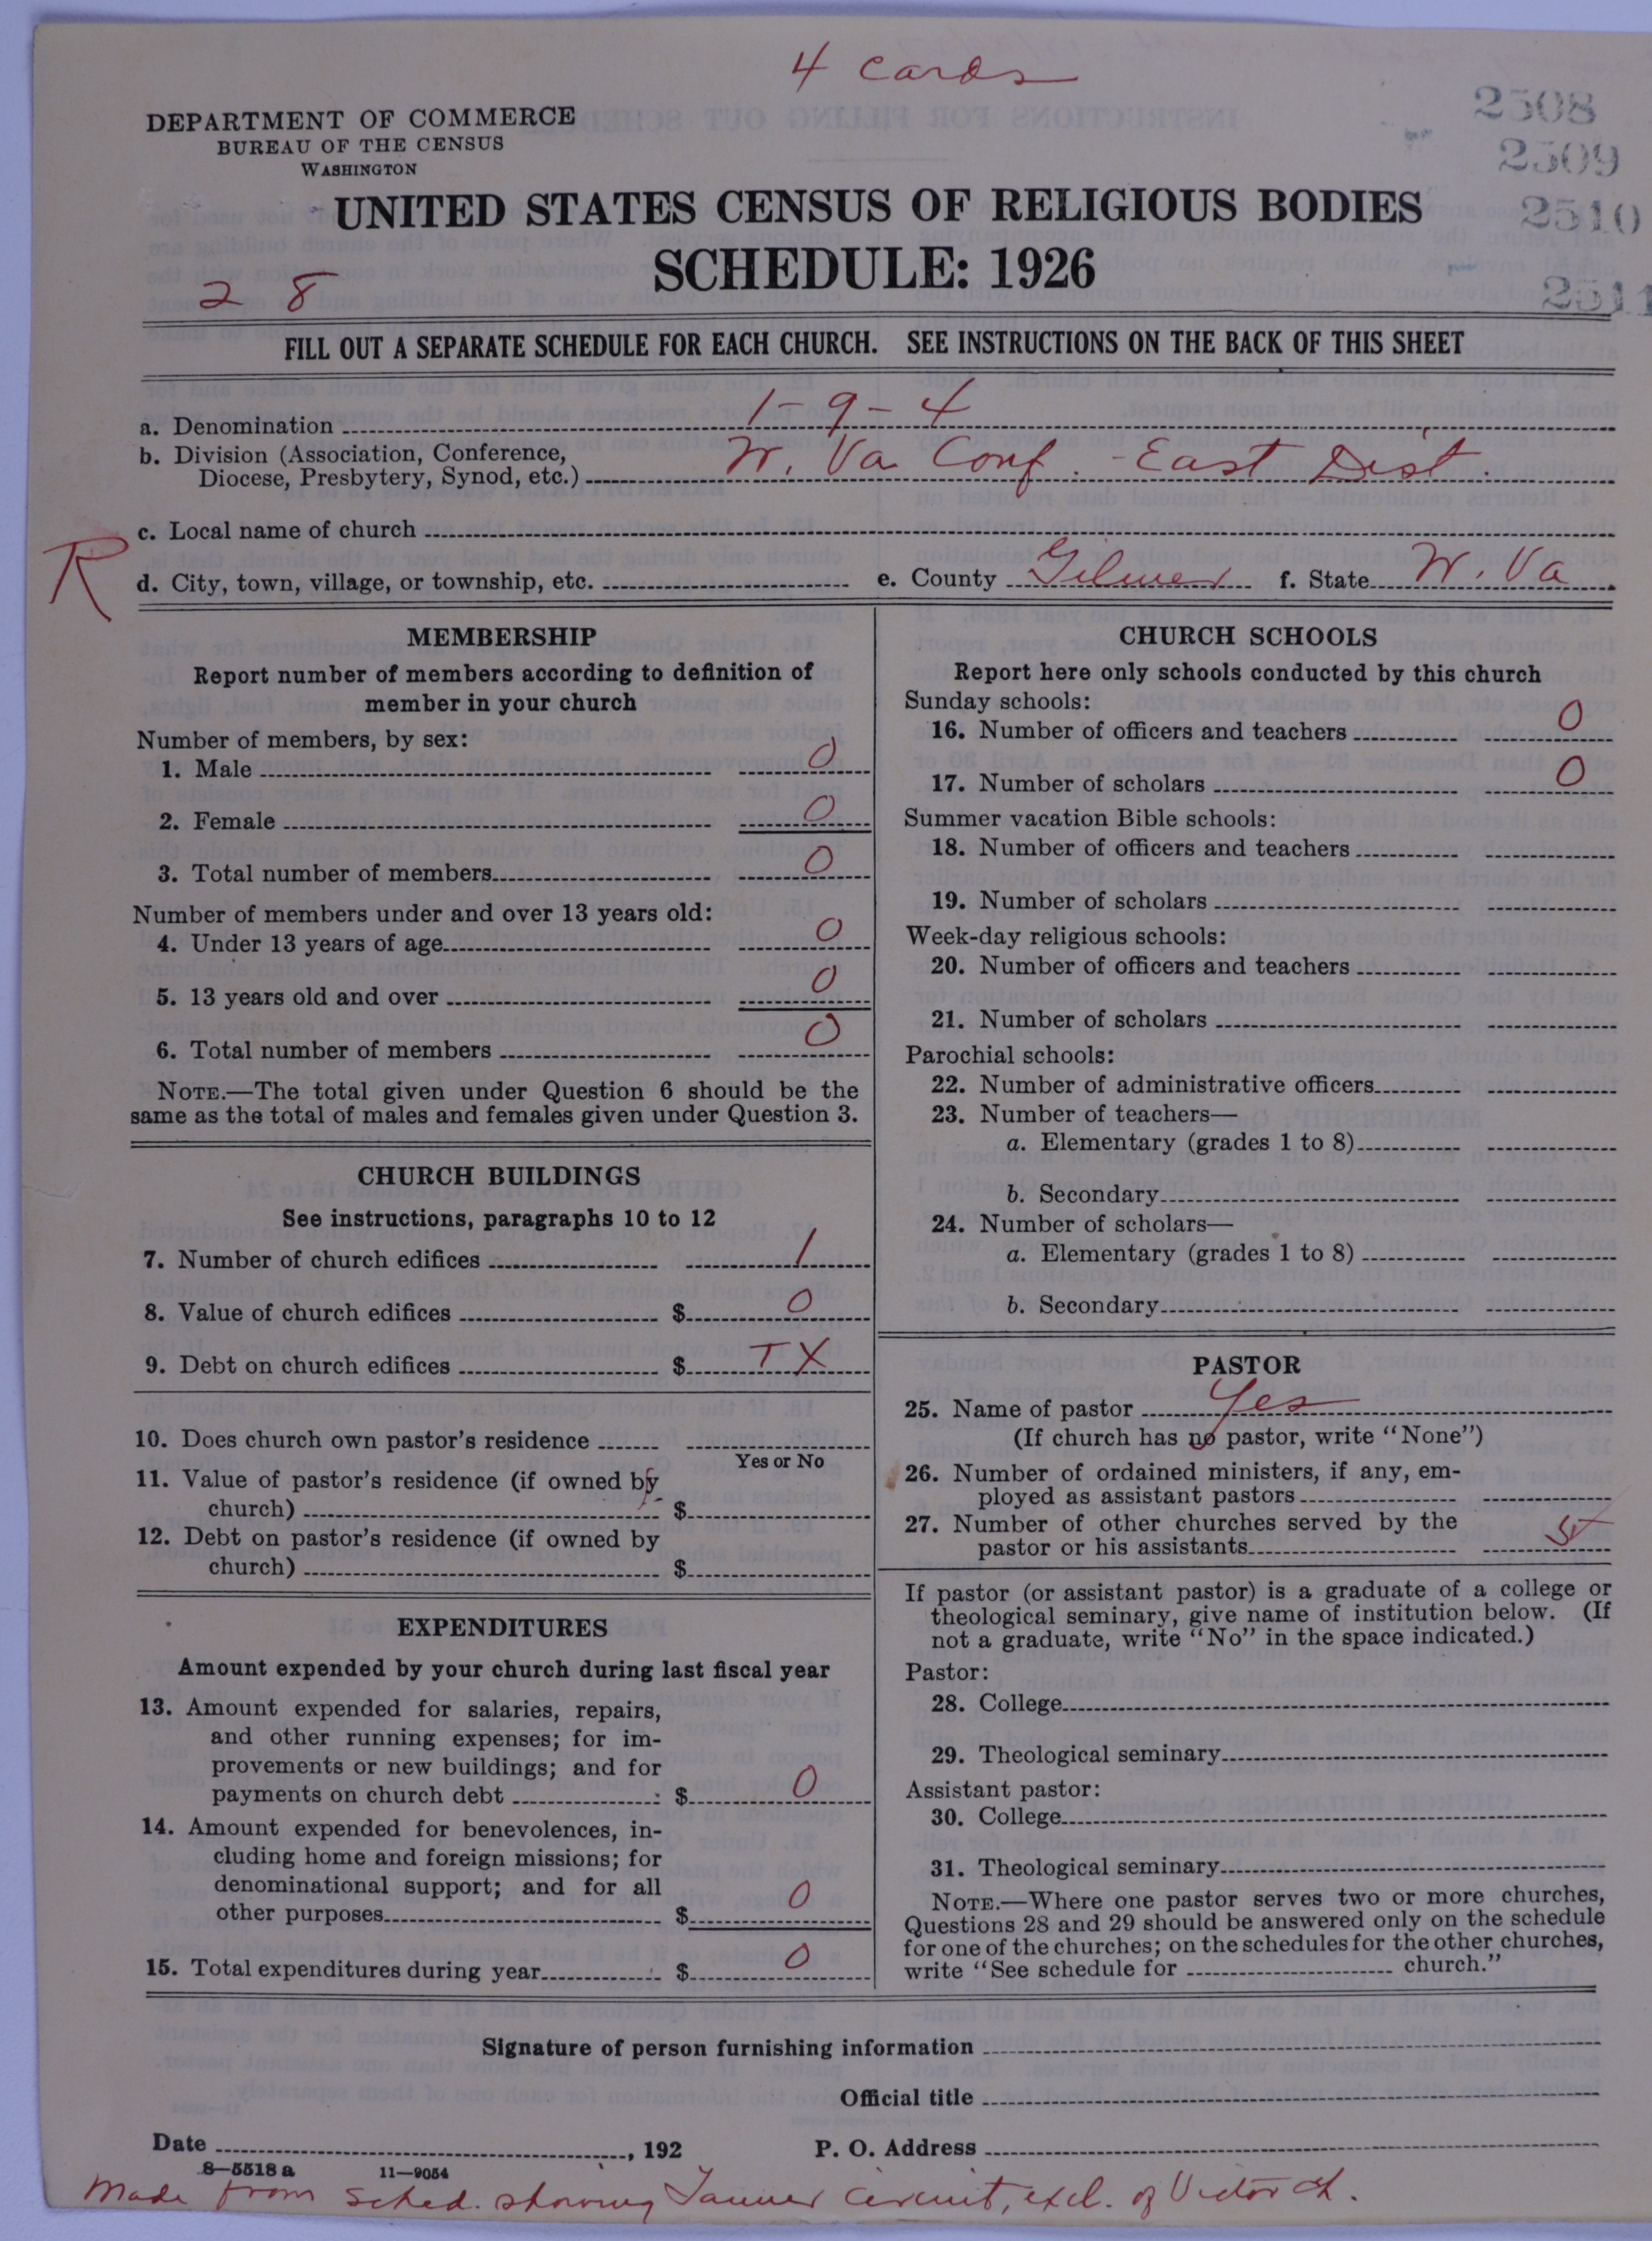 4 cards
DEPARTMENT OF COMMERCE
BUREAU OF THE CENSUS
WASHINGTON
2508
2509
2510
2511
UNITED STATES CENSUS OF RELIGIOUS BODIES
SCHEDULE: 1926
2 8
FILL OUT A SEPARATE SCHEDULE FOR EACH CHURCH. SEE INSTRUCTIONS ON THE BACK OF THIS SHEET
a. Denomination 1-9-4
b. Division (Association, Conference,
Diocese, Presbytery, Synod, etc.) W. Va Conf. - East Dist.
c. Local name of church
R
d. City, town, village, or township, etc. e. County Gilmer f. State W. Va
MEMBERSHIP
Report number of members according to definition of
member in your church
Number of members, by sex:
1. Male 0
2. Female 0
3. Total number of members 0
Number of members under and over 13 years old:
4. Under 13 years of age 0
5. 13 years old and over 0
6. Total number of members 0
NOTE.—The total given under Question 6 should be the
same as the total of males and females given under Question 3.
CHURCH BUILDINGS
See instructions, paragraphs 10 to 12
7. Number of church edifices 1
8. Value of church edifices $ 0
9. Debt on church edifices $ TX
10. Does church own pastor's residence
Yes or No
11. Value of pastor's residence (if owned by
church) $
12. Debt on pastor's residence (if owned by
church) $
EXPENDITURES
Amount expended by your church during last fiscal year
13. Amount expended for salaries, repairs,
and other running expenses; for im-
provements or new buildings; and for
payments on church debt $ 0
14. Amount expended for benevolences, in-
cluding home and foreign missions; for
denominational support; and for all
other purposes $ 0
15. Total expenditures during year $ 0
CHURCH SCHOOLS
Report here only schools conducted by this church
Sunday schools:
16. Number of officers and teachers 0
17. Number of scholars 0
Summer vacation Bible schools:
18. Number of officers and teachers
19. Number of scholars
Week-day religious schools:
20. Number of officers and teachers
21. Number of scholars
Parochial schools:
22. Number of administrative officers
23. Number of teachers—
a. Elementary (grades 1 to 8)
b. Secondary
24. Number of scholars—
a. Elementary (grades 1 to 8)
b. Secondary
PASTOR
25. Name of pastor Yes
(If church has no pastor, write "None")
26. Number of ordained ministers, if any, em-
ployed as assistant pastors
27. Number of other churches served by the
pastor or his assistants
If pastor (or assistant pastor) is a graduate of a college or
theological seminary, give name of institution below. (If
not a graduate, write "No" in the space indicated.)
Pastor:
28. College
29. Theological seminary
Assistant pastor:
30. College
31. Theological seminary
NOTE.—Where one pastor serves two or more churches,
Questions 28 and 29 should be answered only on the schedule
for one of the churches; on the schedules for the other churches,
write "See schedule for church."
Signature of person furnishing information
Official title
Date , 192 P. O. Address
8—5518 a 11—9054
Made from sched. showing Tanner circuit, excl. of Victor ch.